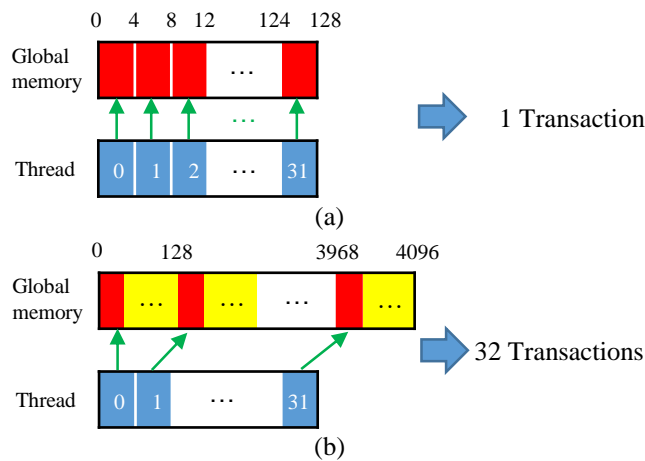 0 4 8 12 124 128
Global
memory
...
...
1 Transaction
Thread
0 1 2 ... 31
(a)
0 128 3968 4096
Global
memory
... ... ... ...
32 Transactions
Thread
0 1 ... 31
(b)